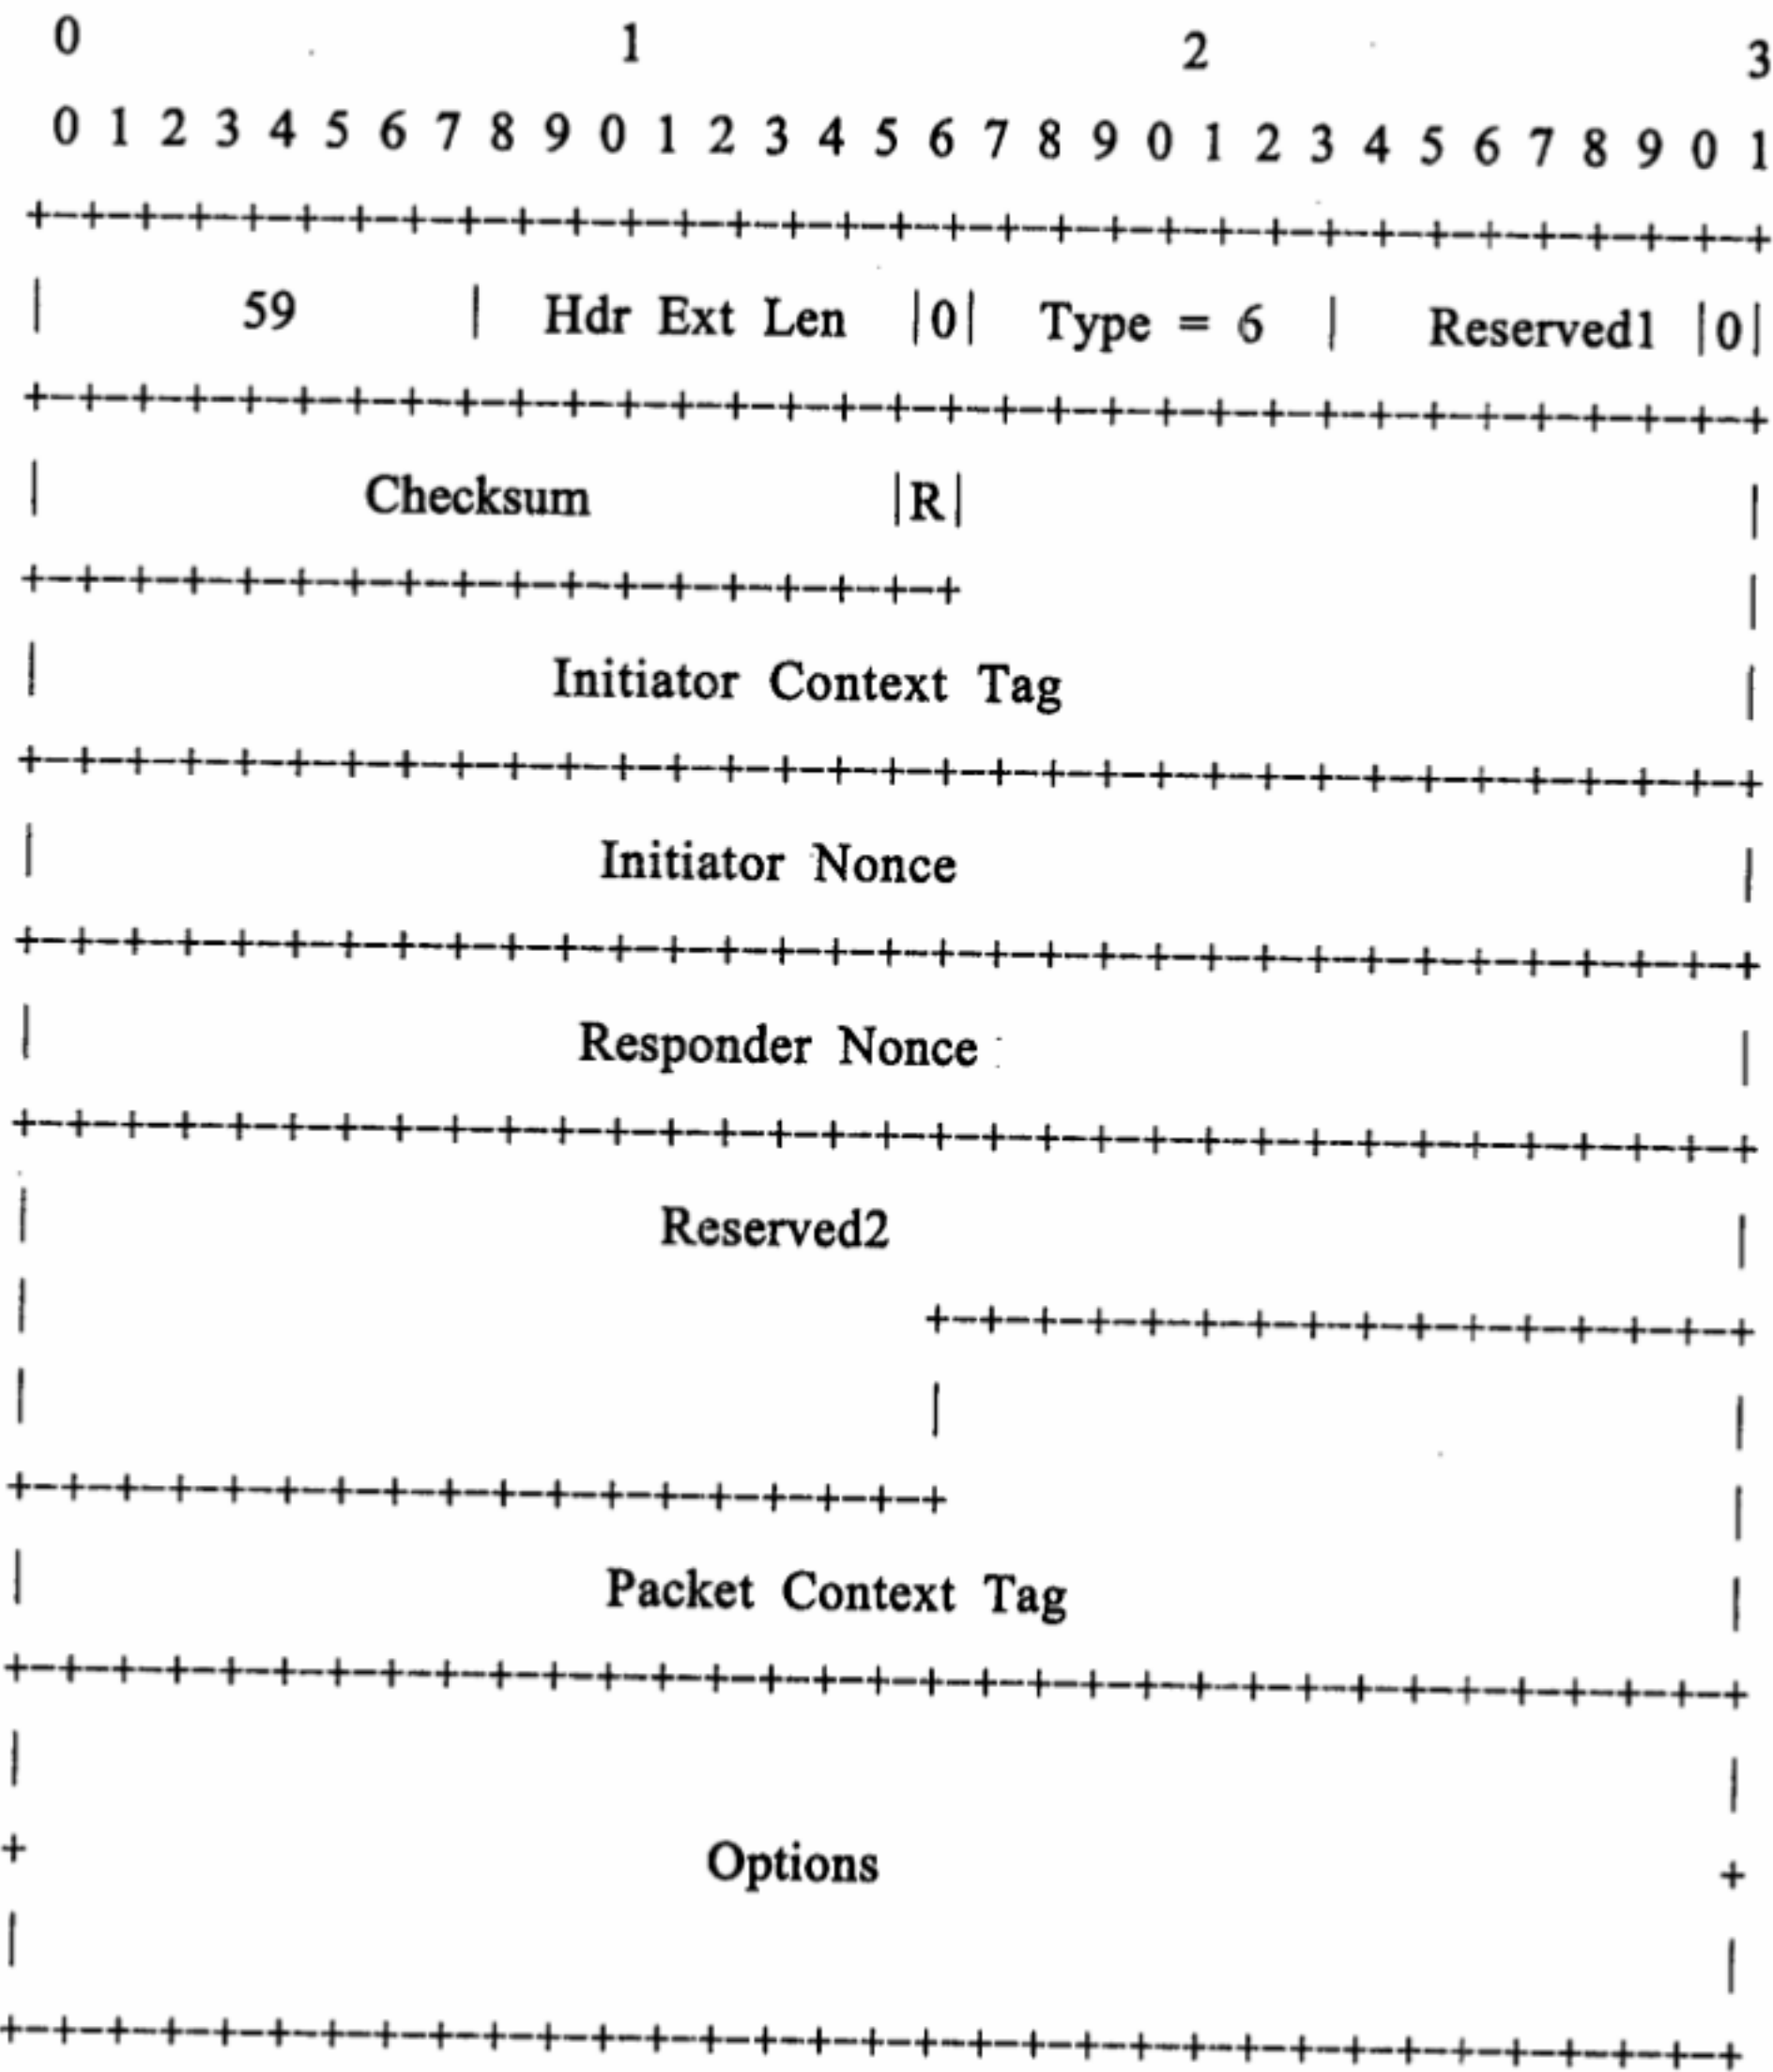 0 1 2 3
0 1 2 3 4 5 6 7 8 9 0 1 2 3 4 5 6 7 8 9 0 1 2 3 4 5 6 7 8 9 0 1
+-+-+-+-+-+-+-+-+-+-+-+-+-+-+-+-+-+-+-+-+-+-+-+-+-+-+-+-+-+-+-+-+
| 59 | Hdr Ext Len |0| Type = 6 | Reserved1 |0|
+-+-+-+-+-+-+-+-+-+-+-+-+-+-+-+-+-+-+-+-+-+-+-+-+-+-+-+-+-+-+-+-+
| Checksum |R| |
+-+-+-+-+-+-+-+-+-+-+-+-+-+-+-+-+-+ |
| Initiator Context Tag |
+-+-+-+-+-+-+-+-+-+-+-+-+-+-+-+-+-+-+-+-+-+-+-+-+-+-+-+-+-+-+-+-+
| Initiator Nonce |
+-+-+-+-+-+-+-+-+-+-+-+-+-+-+-+-+-+-+-+-+-+-+-+-+-+-+-+-+-+-+-+-+
| Responder Nonce |
+-+-+-+-+-+-+-+-+-+-+-+-+-+-+-+-+-+-+-+-+-+-+-+-+-+-+-+-+-+-+-+-+
| Reserved2 |
| +-+-+-+-+-+-+-+-+-+-+-+-+-+-+-+
| | |
+-+-+-+-+-+-+-+-+-+-+-+-+-+-+-+-+-+ |
| Packet Context Tag |
+-+-+-+-+-+-+-+-+-+-+-+-+-+-+-+-+-+-+-+-+-+-+-+-+-+-+-+-+-+-+-+-+
| |
+ Options +
| |
+-+-+-+-+-+-+-+-+-+-+-+-+-+-+-+-+-+-+-+-+-+-+-+-+-+-+-+-+-+-+-+-+